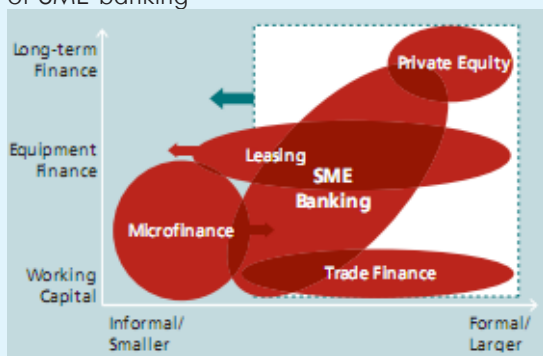 of SME banking
Long-term
Finance
Private Equity
Equipment
Finance
Leasing
SME
Banking
Microfinance
Working
Capital
Trade Finance
Informal/
Smaller
Formal/
Larger